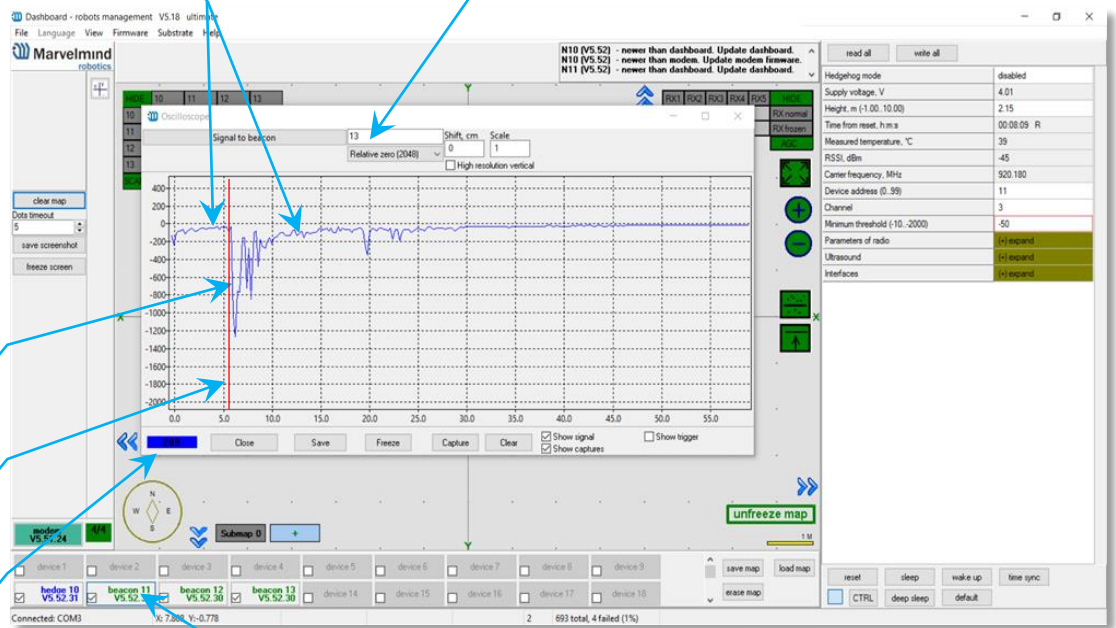 Dashboard - robots management V5.18 ultimate
File Language View Firmware Substrate Help
Marvelmind
robotics
N10 (V5.52) - newer than dashboard. Update dashboard.
N10 (V5.52) - newer than modem. Update modem firmware.
N11 (V5.52) - newer than dashboard. Update dashboard.
read all write all
Hedgehog mode disabled
Supply voltage, V 4.01
Height, m (-1.00..10.00) 2.15
Time from reset, h:m:s 00:08:09 R
Measured temperature, °C 39
RSSI, dBm -45
Carrier frequency, MHz 920.180
Device address (0..99) 11
Channel 3
Minimum threshold (-10..-2000) -50
Parameters of radio (+) expand
Ultrasound (+) expand
Interfaces (+) expand
HIDE 10 11 12 13
10
11
12
13
RX1 RX2 RX3 RX4 RX5 HIDE
RX normal
RX frozen
AGC
Oscilloscope
Signal to beacon 13
Shift, cm Scale
Relative zero (2048) 0 1
High resolution vertical
400
200
0
-200
-400
-600
-800
-1000
-1200
-1400
-1600
-1800
-2000
0.0 5.0 10.0 15.0 20.0 25.0 30.0 35.0 40.0 45.0 50.0 55.0
Close Save Freeze Capture Clear
Show signal
Show captures
Show trigger
clear map
Dots timeout
5
save screenshot
freeze screen
X X
Y
N
W E
S
Submap 0 +
unfreeze map
1 M
Y
modem
4/4
device 1 device 2 device 3 device 4 device 5 device 6 device 7 device 8 device 9
save map load map
hedge 10
V5.52.31
beacon 11
beacon 12
V5.52.30
beacon 13
V5.52.30
device 14 device 15 device 16 device 17 device 18
erase map
reset sleep wake up time sync
CTRL deep sleep default
Connected: COM3 Y:-0.778 2 693 total, 4 failed (1%)